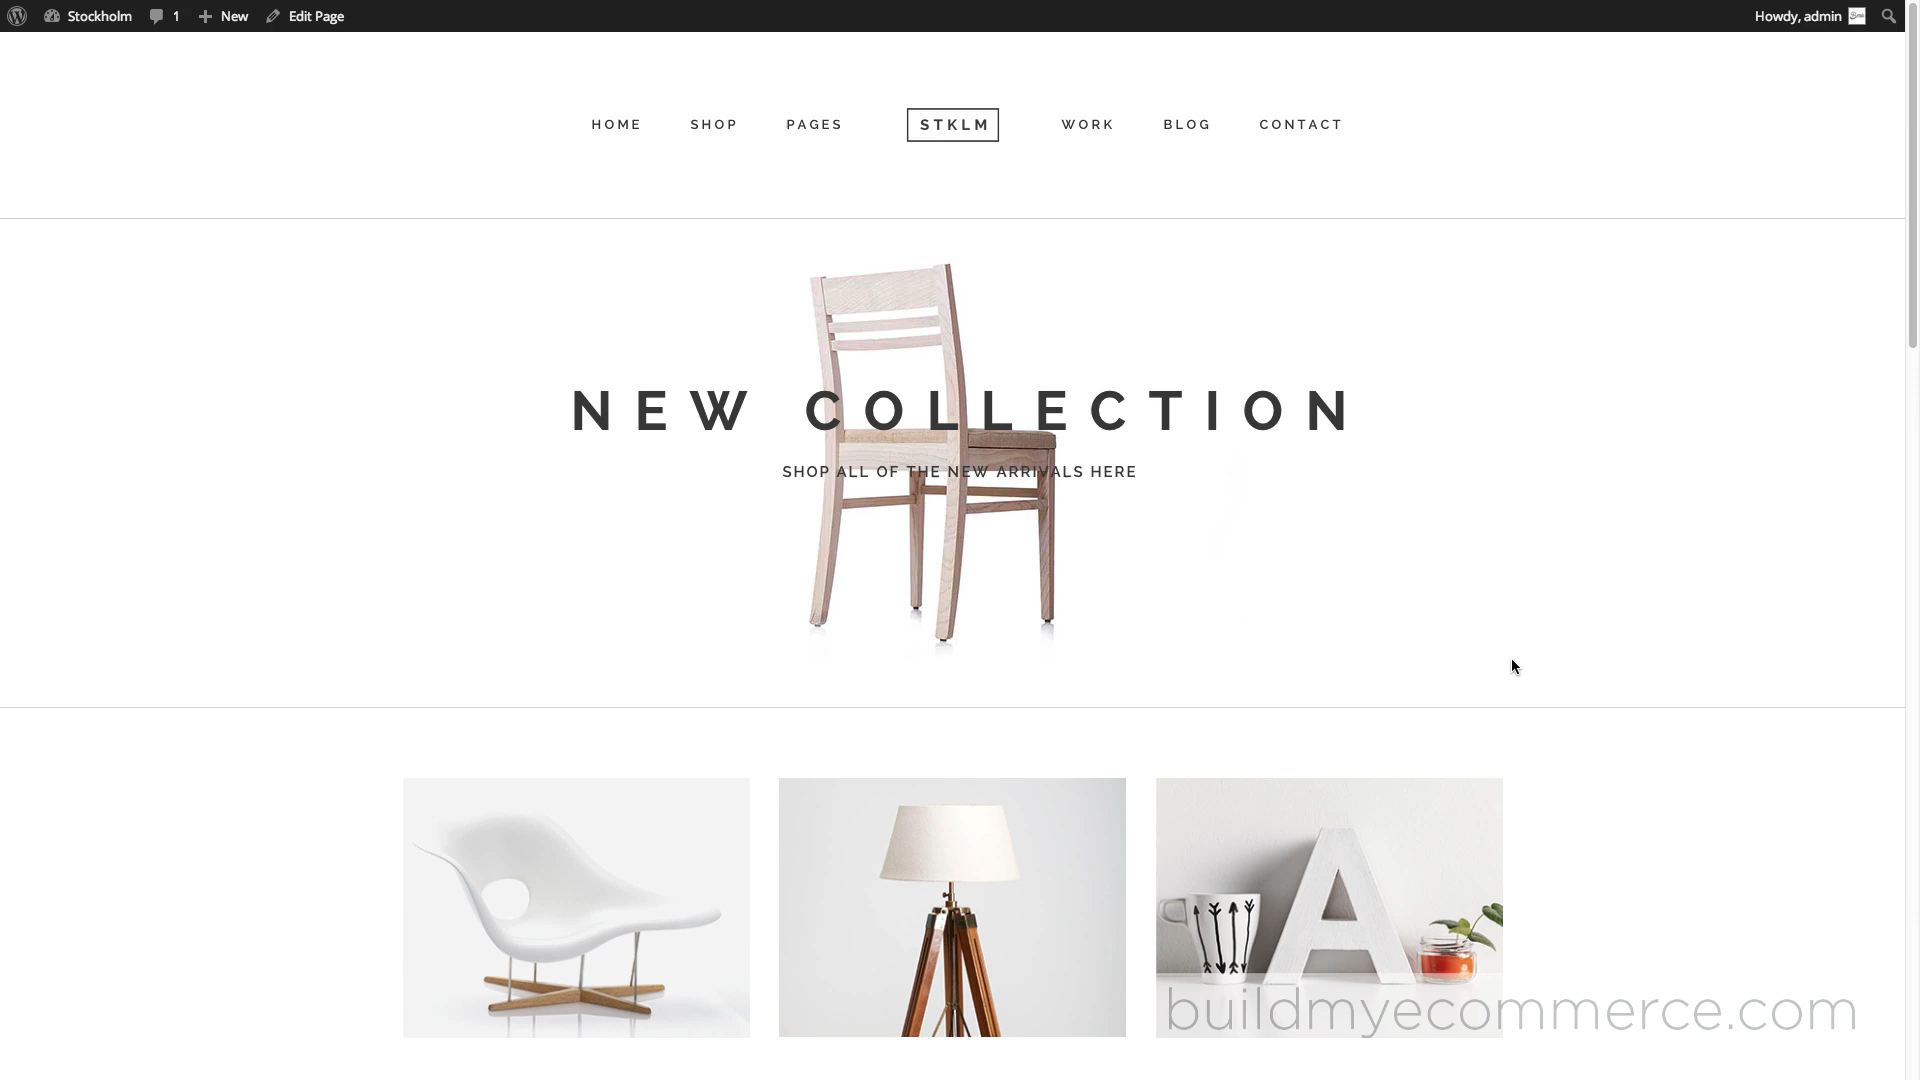 Stockholm 1 New Edit Page Howdy, admin
HOME SHOP PAGES STKLM WORK BLOG CONTACT
NEW COLLECTION
SHOP ALL OF THE NEW ARRIVALS HERE
A
buildmyecommerce.com